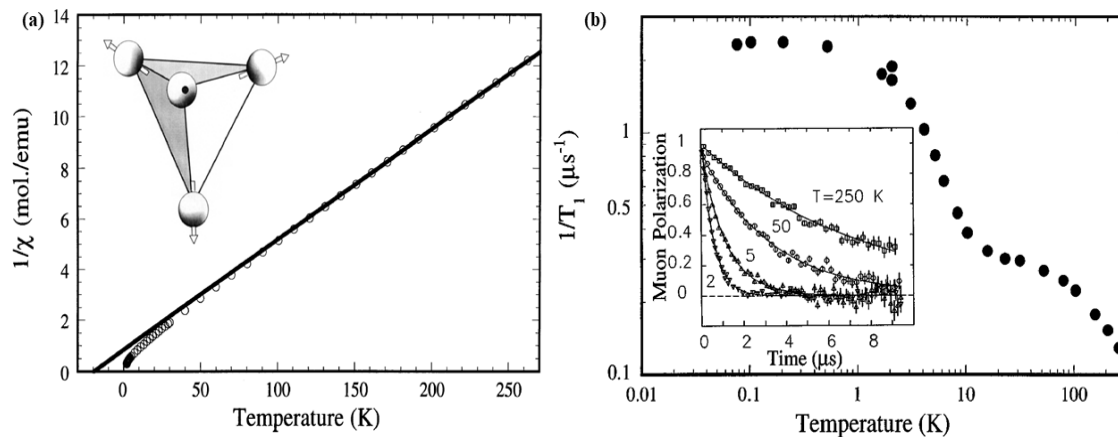 (a)
14
12
10
8
6
4
2
0
1/χ (mol./emu)
0 50 100 150 200 250
Temperature (K)
(b)
1
0.5
0.1
1/T₁ (μs⁻¹)
0.01 0.1 1 10 100
Temperature (K)
1
0.8
0.6
0.4
0.2
0
Muon Polarization
T=250 K
50
5
2
0 2 4 6 8
Time (μs)